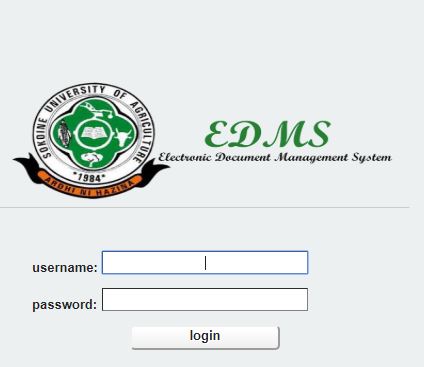 SOKOINE UNIVERSITY OF AGRICULTURE
*1984*
ARDHI NI HAZINA
EDMS
Electronic Document Management System
username:
password:
login